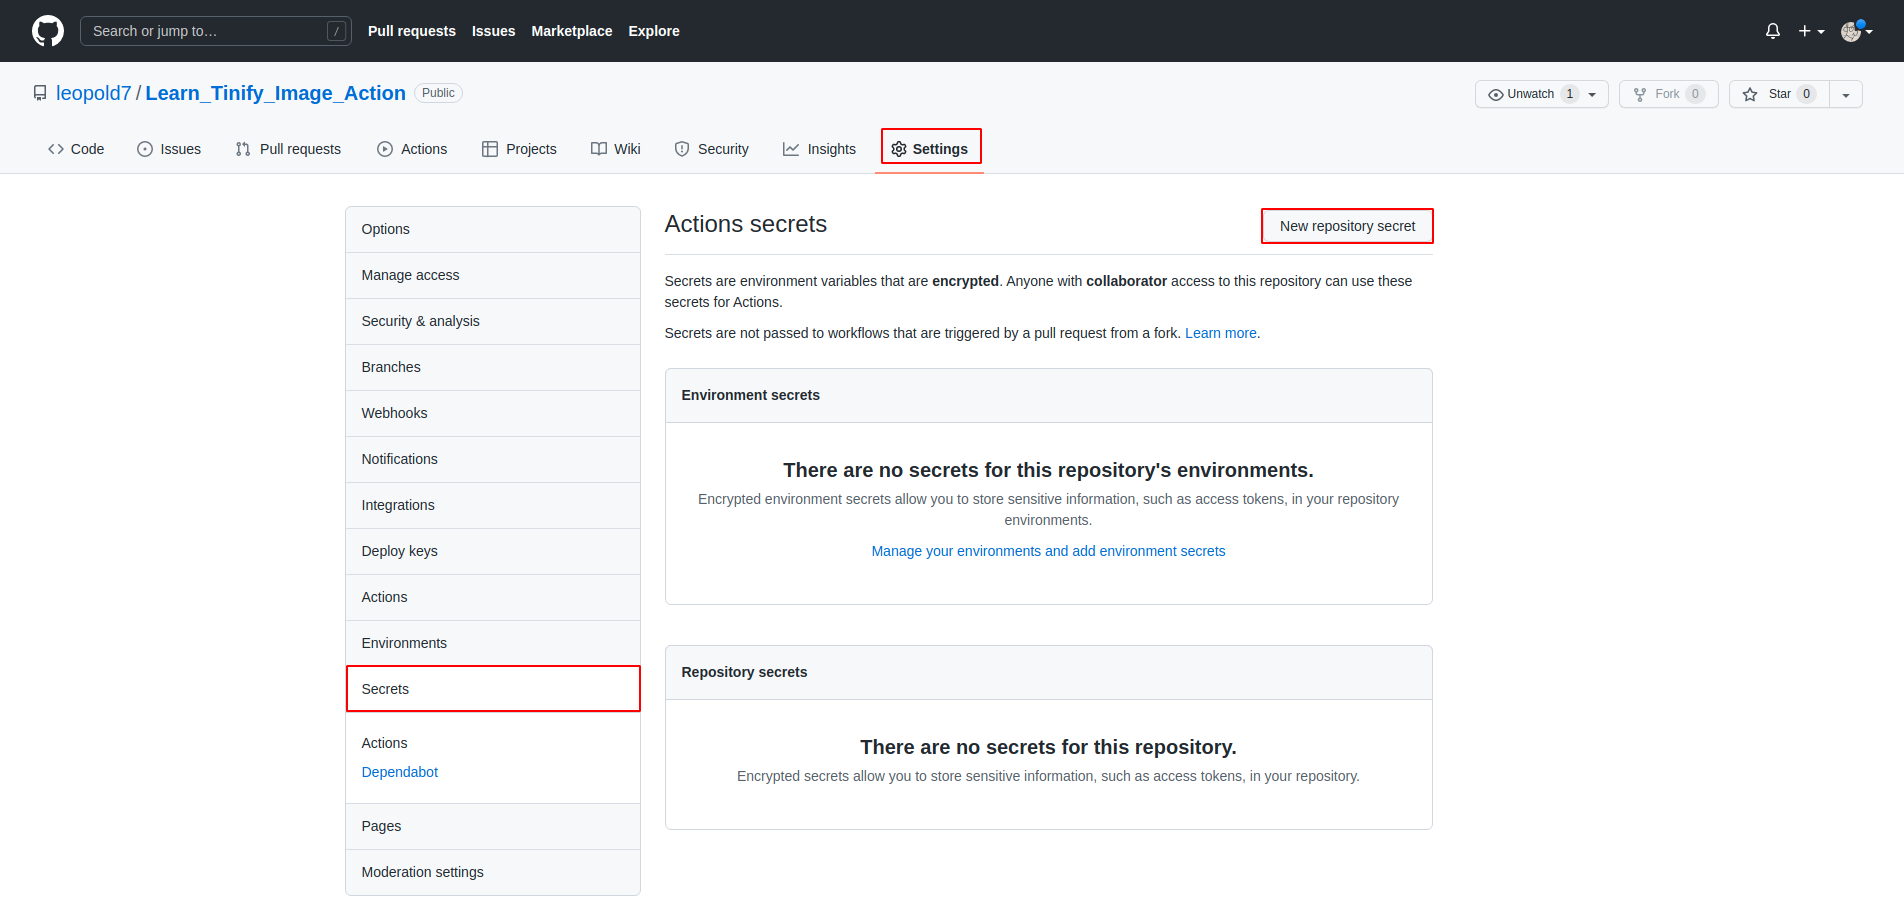 Search or jump to… /
Pull requests Issues Marketplace Explore
leopold7 / Learn_Tinify_Image_Action Public
Unwatch 1 Fork 0 Star 0
Code Issues Pull requests Actions Projects Wiki Security Insights Settings
Options
Manage access
Security & analysis
Branches
Webhooks
Notifications
Integrations
Deploy keys
Actions
Environments
Secrets
Actions
Dependabot
Pages
Moderation settings
Actions secrets
New repository secret
Secrets are environment variables that are encrypted. Anyone with collaborator access to this repository can use these
secrets for Actions.
Secrets are not passed to workflows that are triggered by a pull request from a fork. Learn more.
Environment secrets
There are no secrets for this repository's environments.
Encrypted environment secrets allow you to store sensitive information, such as access tokens, in your repository
environments.
Manage your environments and add environment secrets
Repository secrets
There are no secrets for this repository.
Encrypted secrets allow you to store sensitive information, such as access tokens, in your repository.